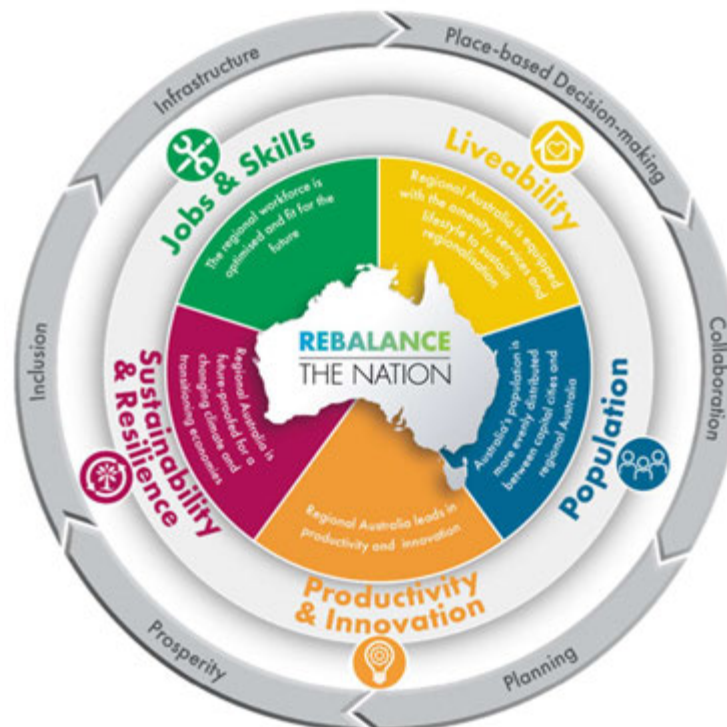 Infrastructure
Place-based Decision-making
Collaboration
Planning
Prosperity
Inclusion
Jobs & Skills
The regional workforce is
optimised and fit for the
future
Liveability
Regional Australia is equipped
with the amenity, services and
lifestyle to sustain
regionalisation
Population
Australia's population is
more evenly distributed
between capital cities and
regional Australia
Productivity
& Innovation
Regional Australia leads in
productivity and innovation
Sustainability
& Resilience
Regional Australia is
future-proofed for a
changing climate and
transitioning economies
REBALANCE
THE NATION